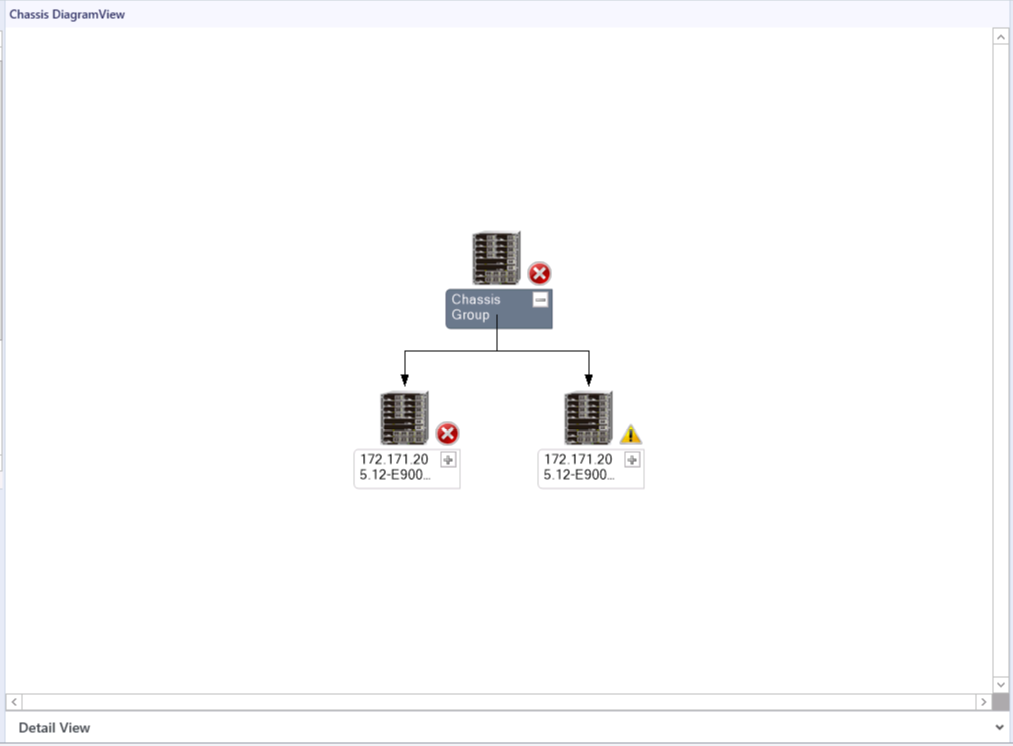 Chassis DiagramView
Chassis
Group
172.171.20
5.12-E900...
172.171.20
5.12-E900...
Detail View